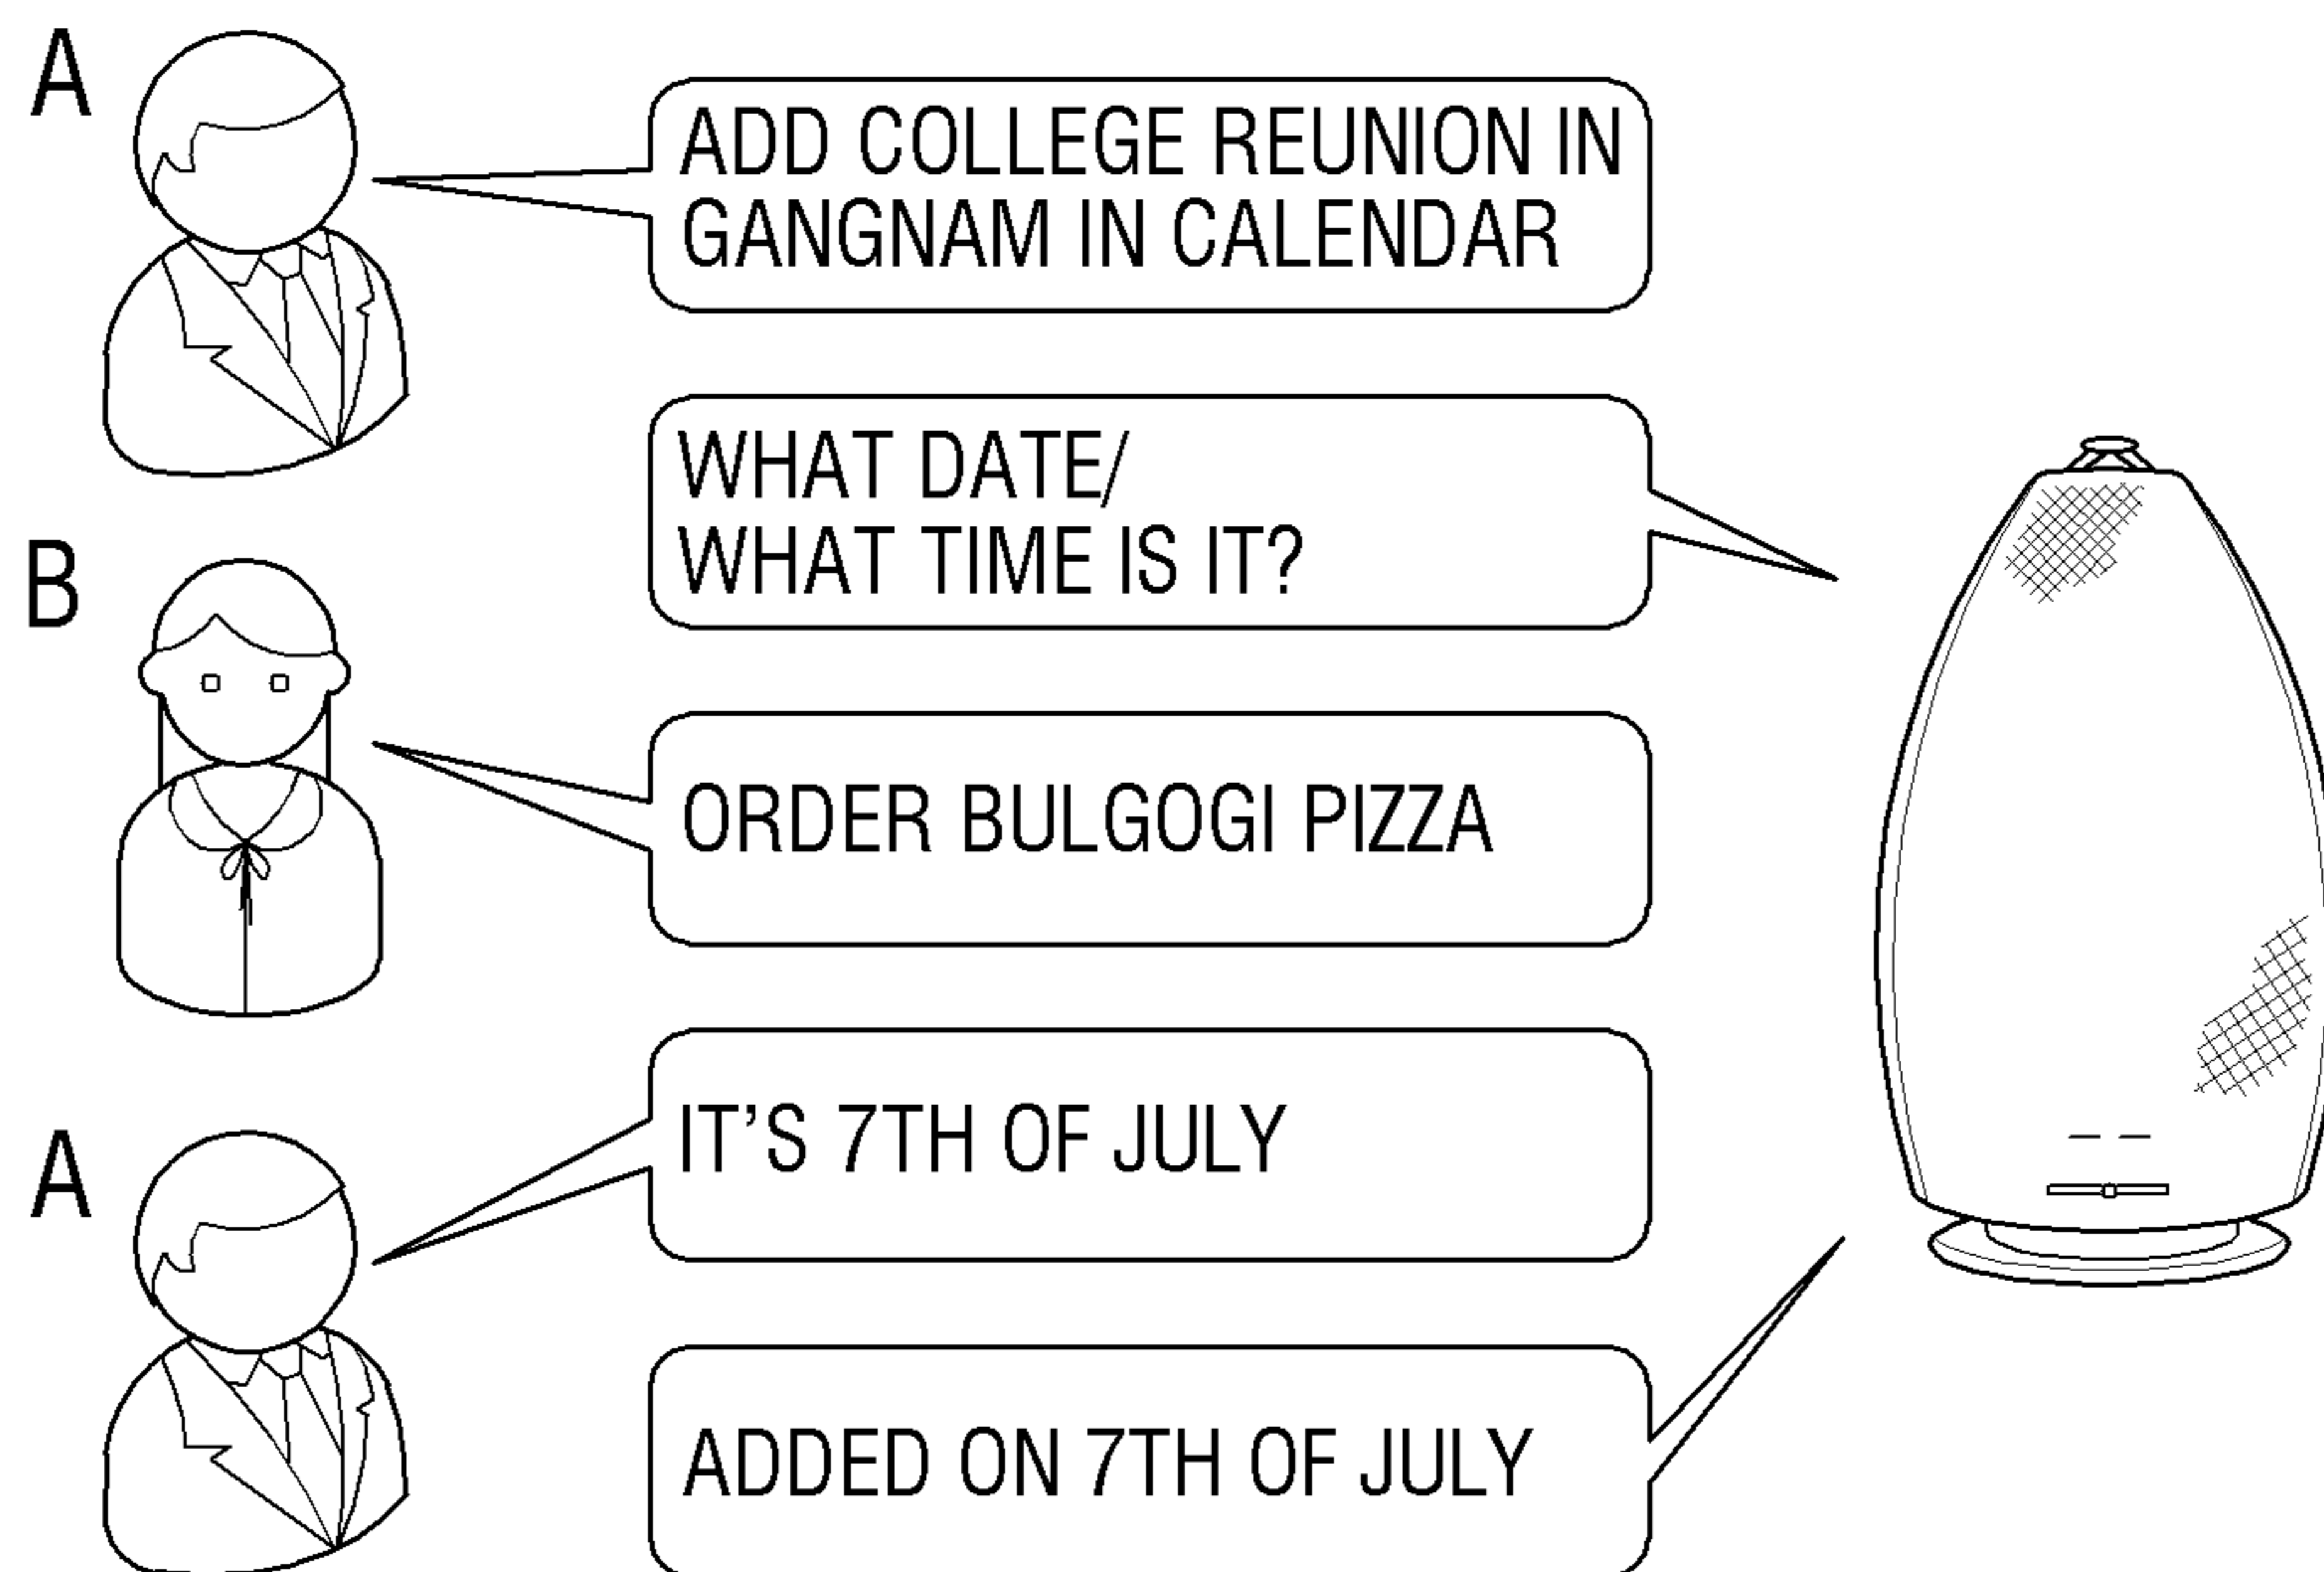 A
ADD COLLEGE REUNION IN
GANGNAM IN CALENDAR
WHAT DATE/
WHAT TIME IS IT?
B
ORDER BULGOGI PIZZA
A
IT’S 7TH OF JULY
ADDED ON 7TH OF JULY